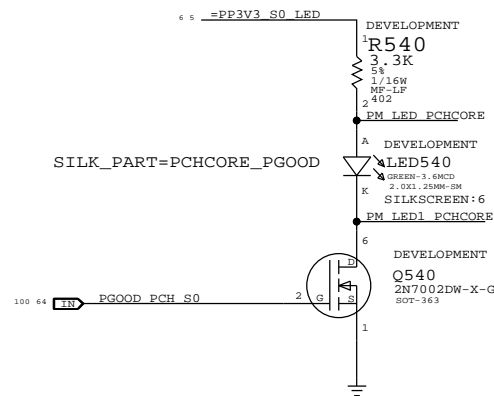 6 5 =PP3V3_S0_LED
DEVELOPMENT
1
R540
3.3K
5%
1/16W
MF-LF
402
2
PM_LED_PCHCORE
A
DEVELOPMENT
SILK_PART=PCHCORE_PGOOD
LED540
GREEN-3.6MCD
2.0X1.25MM-SM
K
SILKSCREEN:6
PM_LED1_PCHCORE
6
DEVELOPMENT
D
Q540
2N7002DW-X-G
SOT-363
100 64 IN PGOOD_PCH_S0
2 G S
1